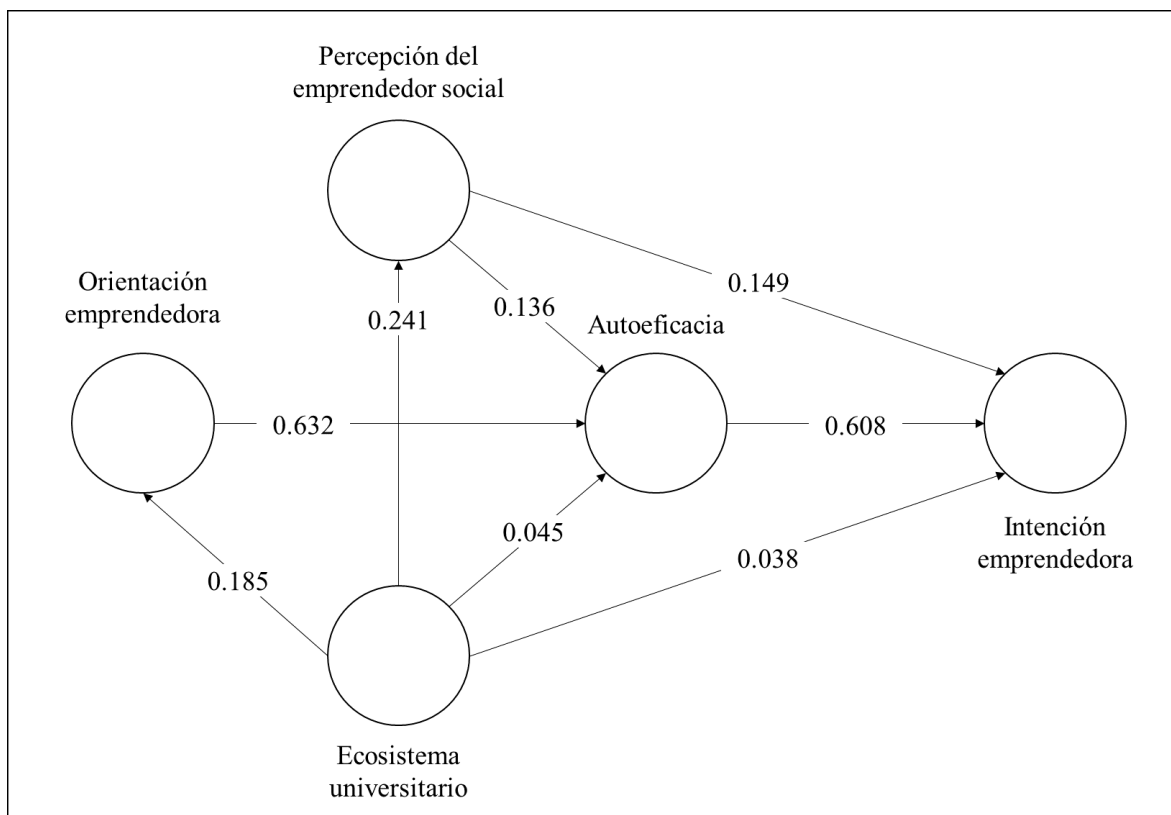 Percepción del
emprendedor social
Orientación
emprendedora
0.241
0.136
0.149
Autoeficacia
0.632
0.608
0.185
0.045
0.038
Intención
emprendedora
Ecosistema
universitario